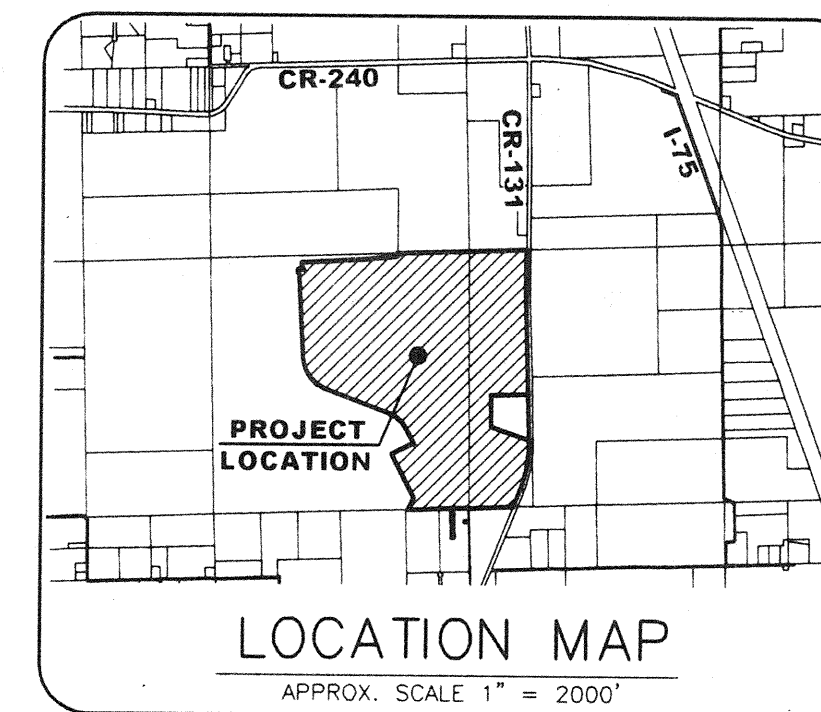 CR-240
CR-131
I-75
PROJECT
LOCATION
LOCATION MAP
APPROX. SCALE 1" = 2000'